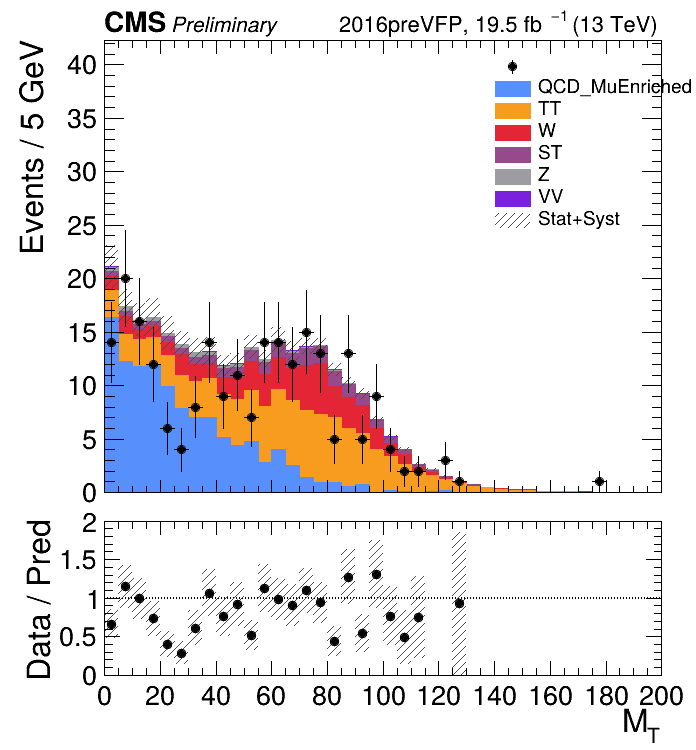 CMS Preliminary 2016preVFP, 19.5 fb -1 (13 TeV)
Events / 5 GeV
40
35
30
25
20
15
10
5
0
QCD_MuEnriched
TT
W
ST
Z
VV
Stat+Syst
Data / Pred
2
1.5
1
0.5
0
0 20 40 60 80 100 120 140 160 180 200
M_T